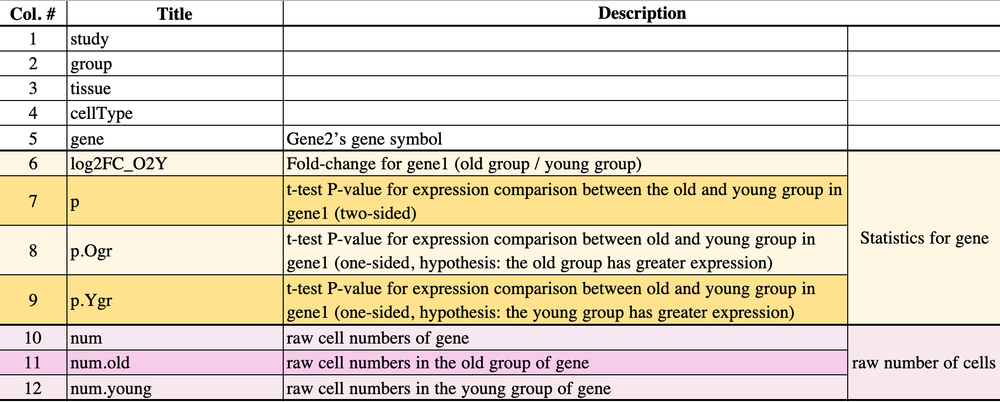 Col. # Title Description
1 study
2 group
3 tissue
4 cellType
5 gene Gene2’s gene symbol
6 log2FC_O2Y Fold-change for gene1 (old group / young group)
7 p t-test P-value for expression comparison between the old and young group in
gene1 (two-sided)
8 p.Ogr t-test P-value for expression comparison between old and young group in
gene1 (one-sided, hypothesis: the old group has greater expression)
Statistics for gene
9 p.Ygr t-test P-value for expression comparison between old and young group in
gene1 (one-sided, hypothesis: the young group has greater expression)
10 num raw cell numbers of gene
11 num.old raw cell numbers in the old group of gene raw number of cells
12 num.young raw cell numbers in the young group of gene